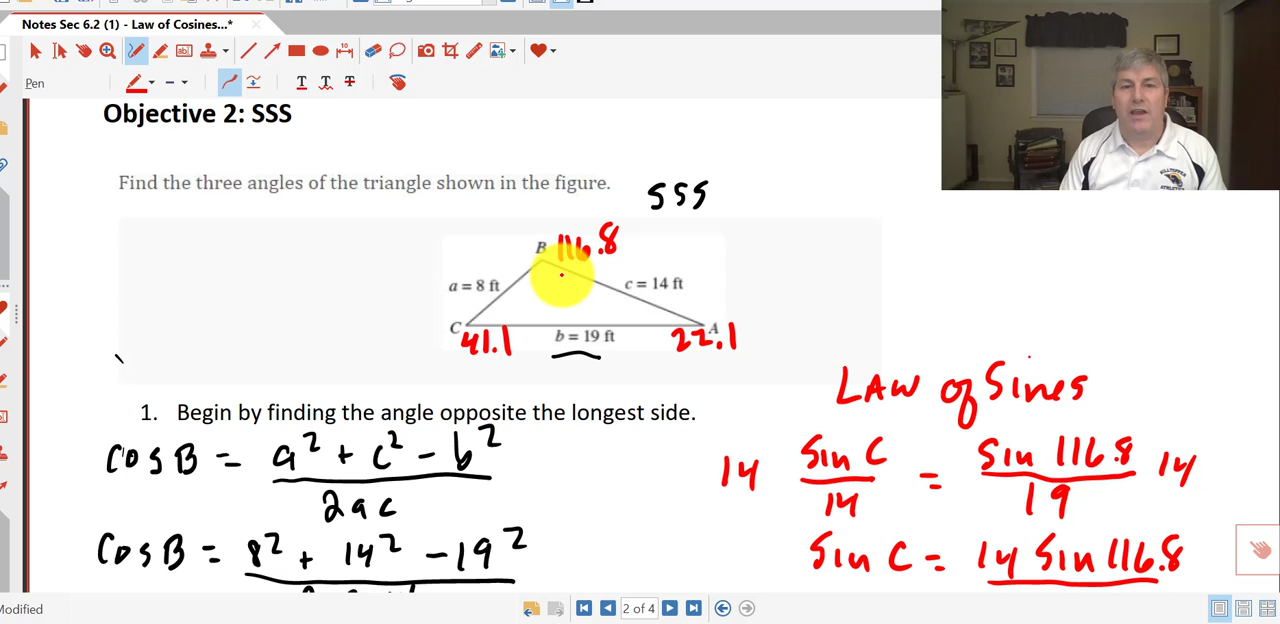 Notes Sec 6.2 (1) - Law of Cosines...*
Pen
Objective 2: SSS
Find the three angles of the triangle shown in the figure.
SSS
B 116.8
a = 8 ft
c = 14 ft
C 41.1
b = 19 ft
22.1 A
1. Begin by finding the angle opposite the longest side.
LAW of Sines
cos B = a² + c² - b²
2ac
14 sin C = sin 116.8 14
14 19
cos B = 8² + 14² - 19²
sin C = 14 sin 116.8
HILLTOPPER
ATHLETICS
Modified
2 of 4